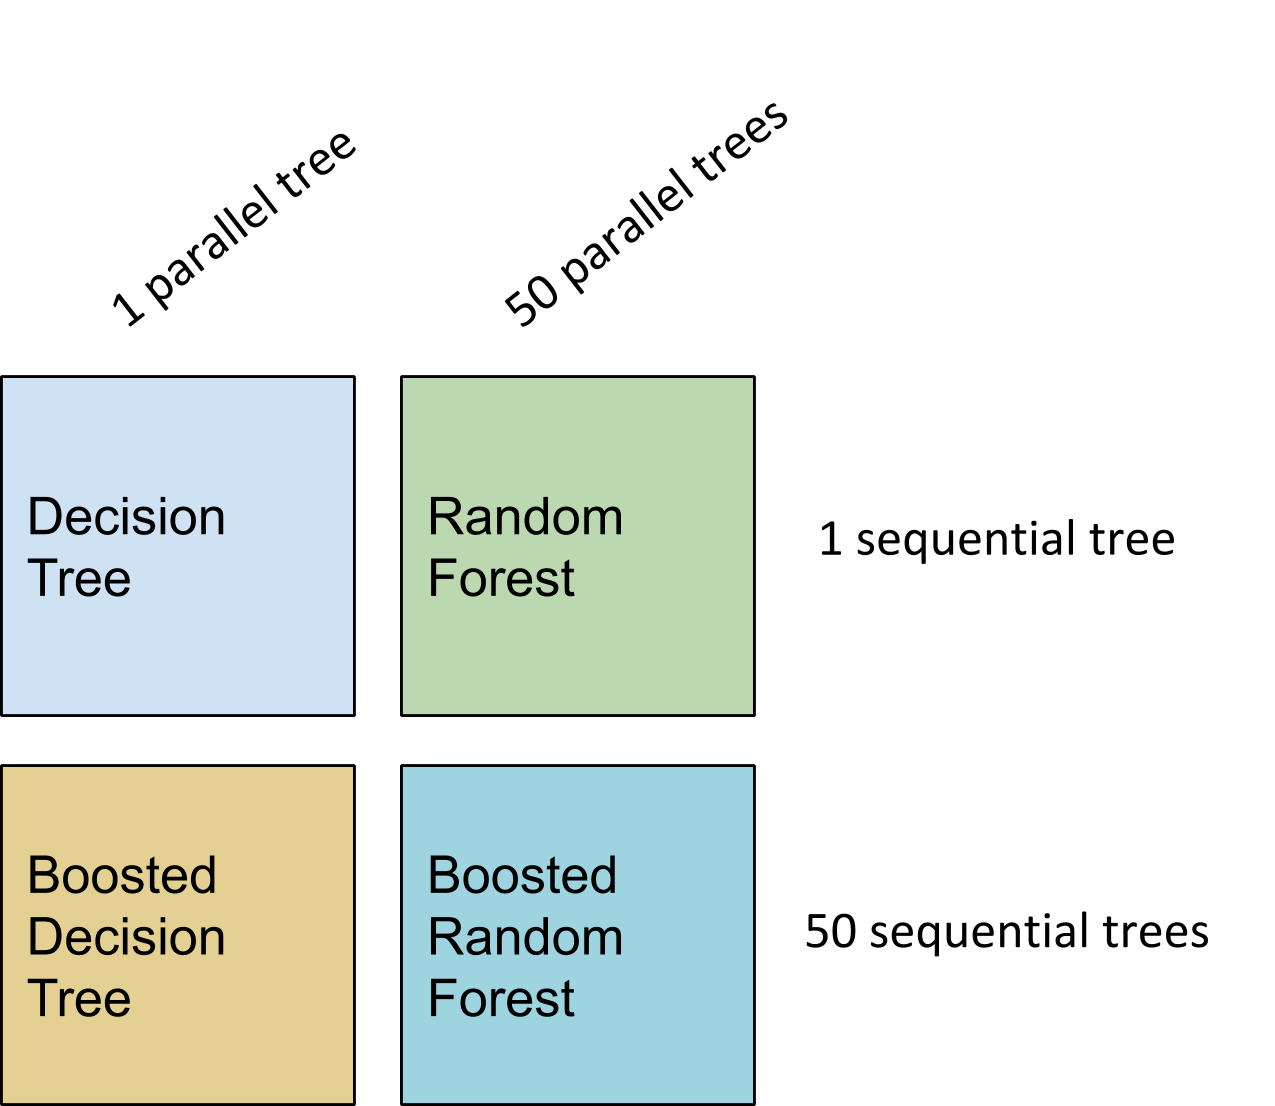 1 parallel tree
50 parallel trees
Decision
Tree
Random
Forest
1 sequential tree
Boosted
Decision
Tree
Boosted
Random
Forest
50 sequential trees